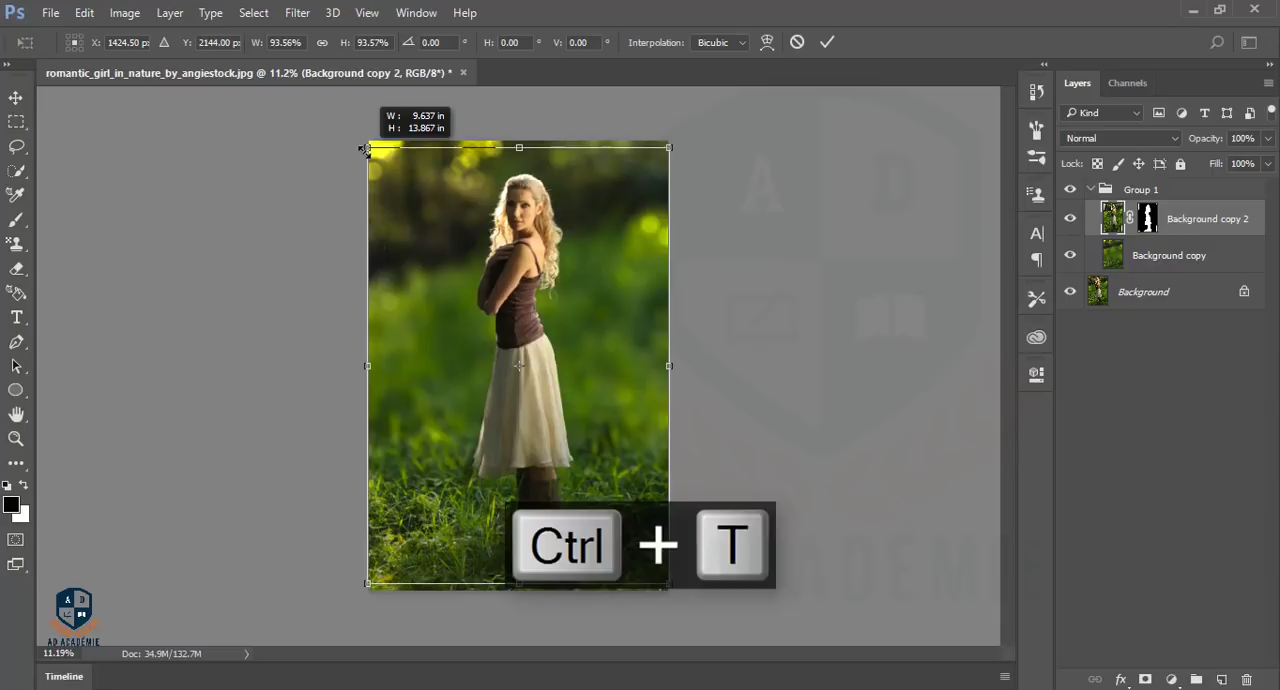 Ps File Edit Image Layer Type Select Filter 3D View Window Help
X: 1424.50 px Y: 2144.00 px W: 93.56% H: 93.57% 0.00 ° H: 0.00 ° V: 0.00 ° Interpolation: Bicubic
romantic_girl_in_nature_by_angiestock.jpg @ 11.2% (Background copy 2, RGB/8*) * ×
Layers Channels
Kind
Normal Opacity: 100%
Lock: Fill: 100%
Group 1
Background copy 2
Background copy
Background
W : 9.637 in
H : 13.867 in
A D
Ctrl + T
A D
AD ACADÉMIE
11.19% Doc: 34.9M/132.7M
Timeline